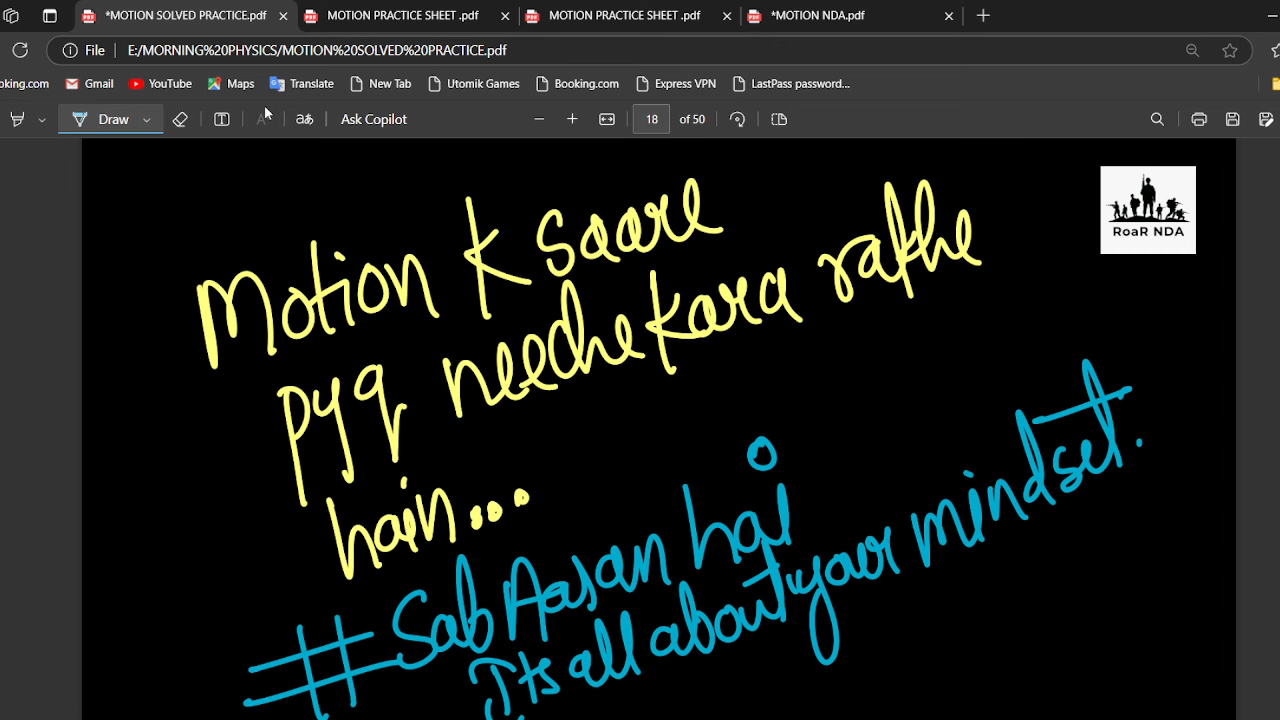 *MOTION SOLVED PRACTICE.pdf
MOTION PRACTICE SHEET .pdf
MOTION PRACTICE SHEET .pdf
*MOTION NDA.pdf
File
E:/MORNING%20PHYSICS/MOTION%20SOLVED%20PRACTICE.pdf
oking.com
Gmail
YouTube
Maps
Translate
New Tab
Utomik Games
Booking.com
Express VPN
LastPass password...
Draw
aあ
Ask Copilot
18 of 50
RoaR NDA
Motion K saare
pyq neeche kara rakhe
hain...
#Sab Aasan hai
Its all about your mindset.